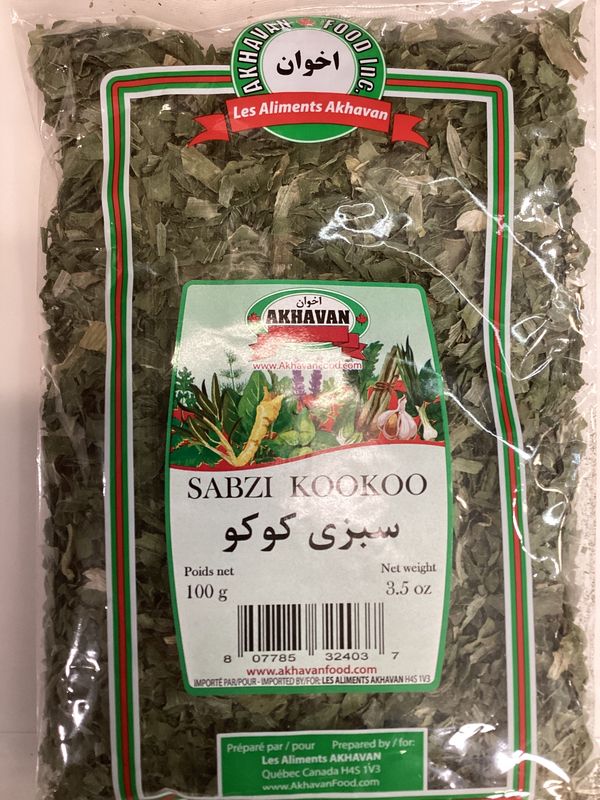 AKHAVAN FOOD Inc.
اخوان
Les Aliments Akhavan
اخوان
AKHAVAN
www.Akhavanfood.com
SABZI KOOKOO
سبزی کوکو
Poids net Net weight
100 g 3.5 oz
8 07785 32403 7
www.akhavanfood.com
IMPORTÉ PAR/POUR - IMPORTED BY/FOR: LES ALIMENTS AKHAVAN H4S 1V3
Préparé par / pour Prepared by / for:
Les Aliments AKHAVAN
Québec Canada H4S 1V3
www.AkhavanFood.com